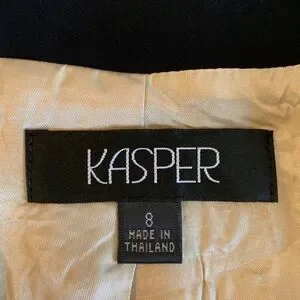 KASPER
8
MADE IN
THAILAND